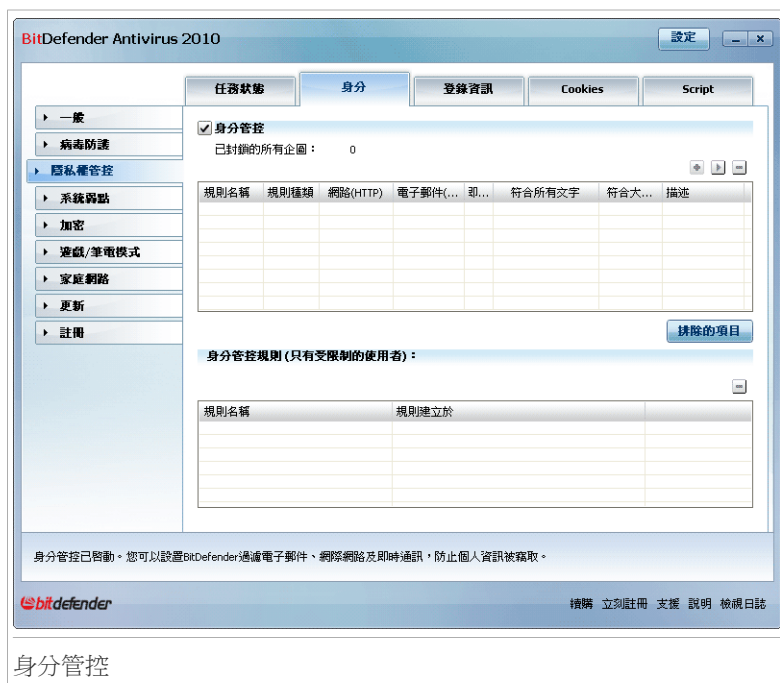 BitDefender Antivirus 2010
設定
任務狀態 身分 登錄資訊 Cookies Script
一般
病毒防護
隱私權管控
系統弱點
加密
遊戲/筆電模式
家庭網路
更新
註冊
身分管控
已封鎖的所有企圖： 0
規則名稱 規則種類 網路(HTTP) 電子郵件(... 即... 符合所有文字 符合大... 描述
排除的項目
身分管控規則 (只有受限制的使用者)：
規則名稱 規則建立於
身分管控已啓動。您可以設置BitDefender過濾電子郵件、網際網路及即時通訊，防止個人資訊被竊取。
bitdefender
續購 立刻註冊 支援 說明 檢視日誌
身分管控